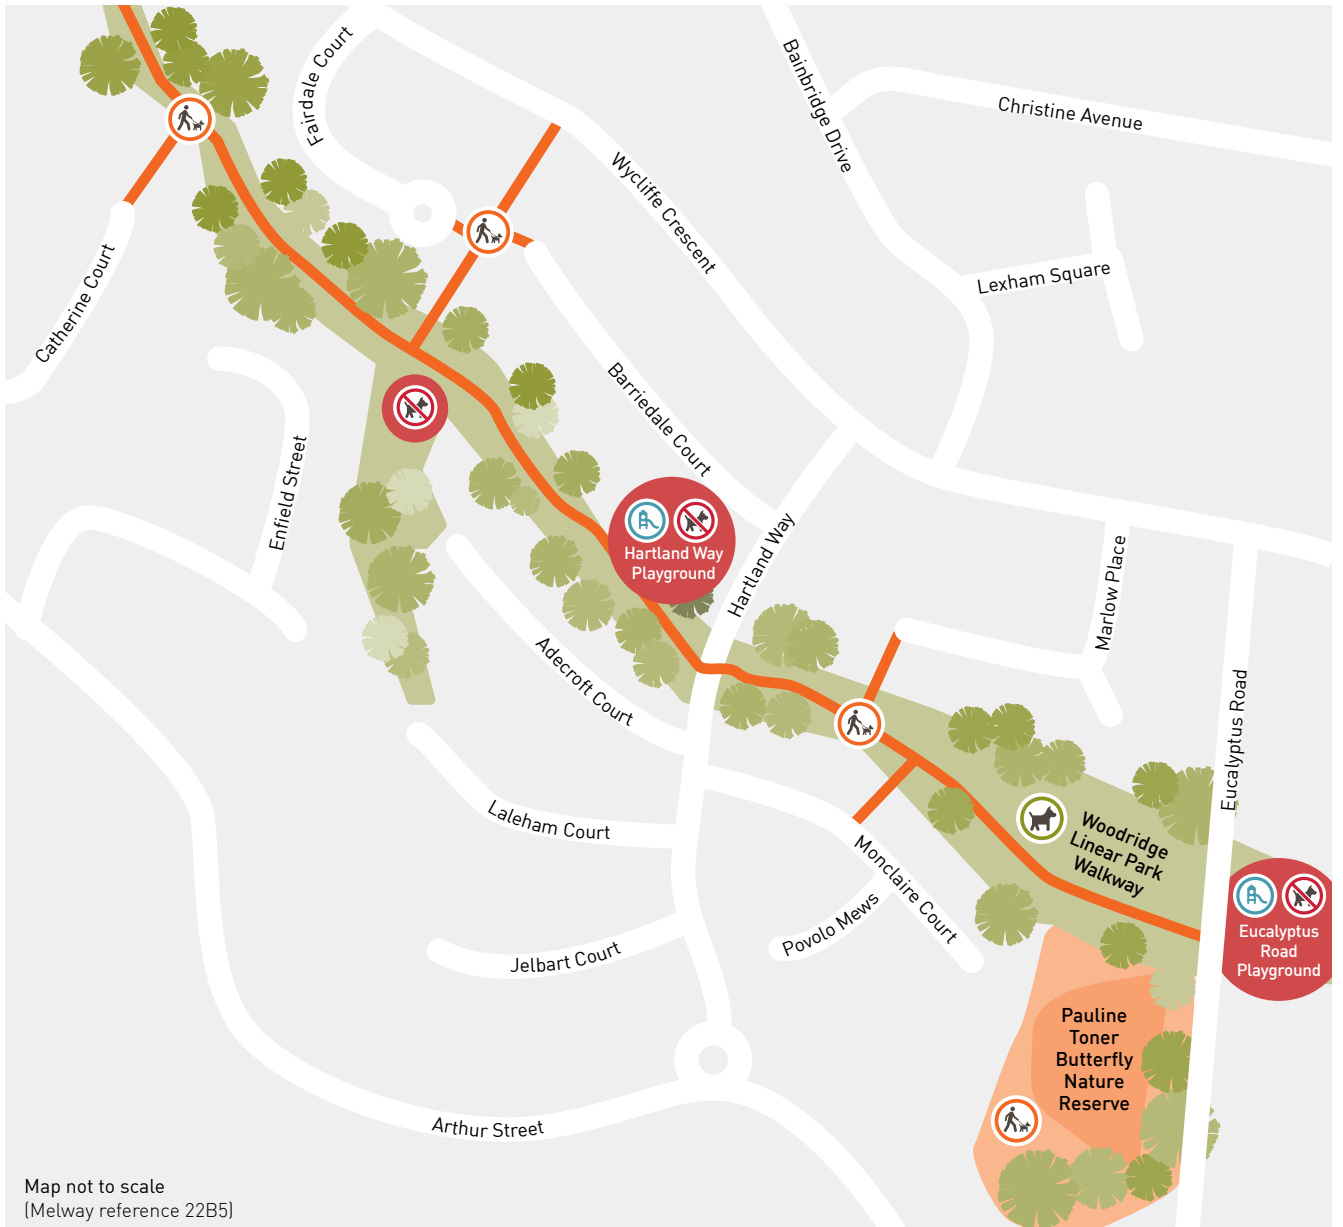 Fairdale Court
Bainbridge Drive
Christine Avenue
Wycliffe Crescent
Lexham Square
Catherine Court
Barriedale Court
Enfield Street
Hartland Way
Playground
Hartland Way
Marlow Place
Adecroft Court
Eucalyptus Road
Laleham Court
Woodridge
Linear Park
Walkway
Monclaire Court
Povolo Mews
Jelbart Court
Eucalyptus
Road
Playground
Pauline
Toner
Butterfly
Nature
Reserve
Arthur Street
Map not to scale
(Melway reference 22B5)